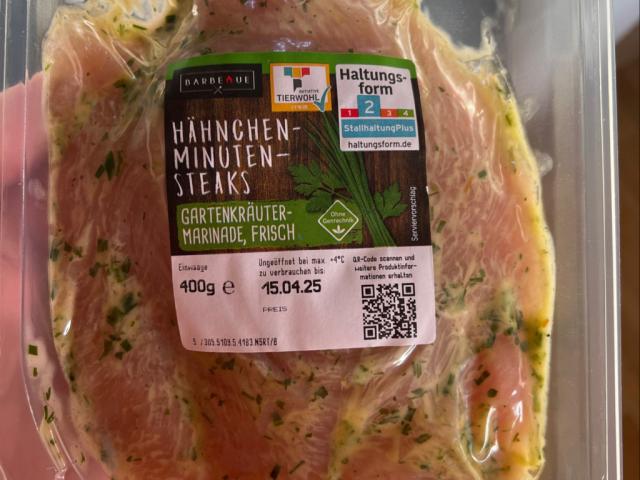 BARBEQUE
INITIATIVE
TIERWOHL
Haltungs-
form
1 2 3 4
StallhaltungPlus
haltungsform.de
HÄHNCHEN-
MINUTEN-
STEAKS
GARTENKRÄUTER-
MARINADE, FRISCH
Ohne
Gentechnik
Serviervorschlag
Einwaage
400g e
Ungeöffnet bei max +4°C
zu verbrauchen bis:
15.04.25
PREIS
QR-Code scannen und
weitere Produktinfor-
mationen erhalten